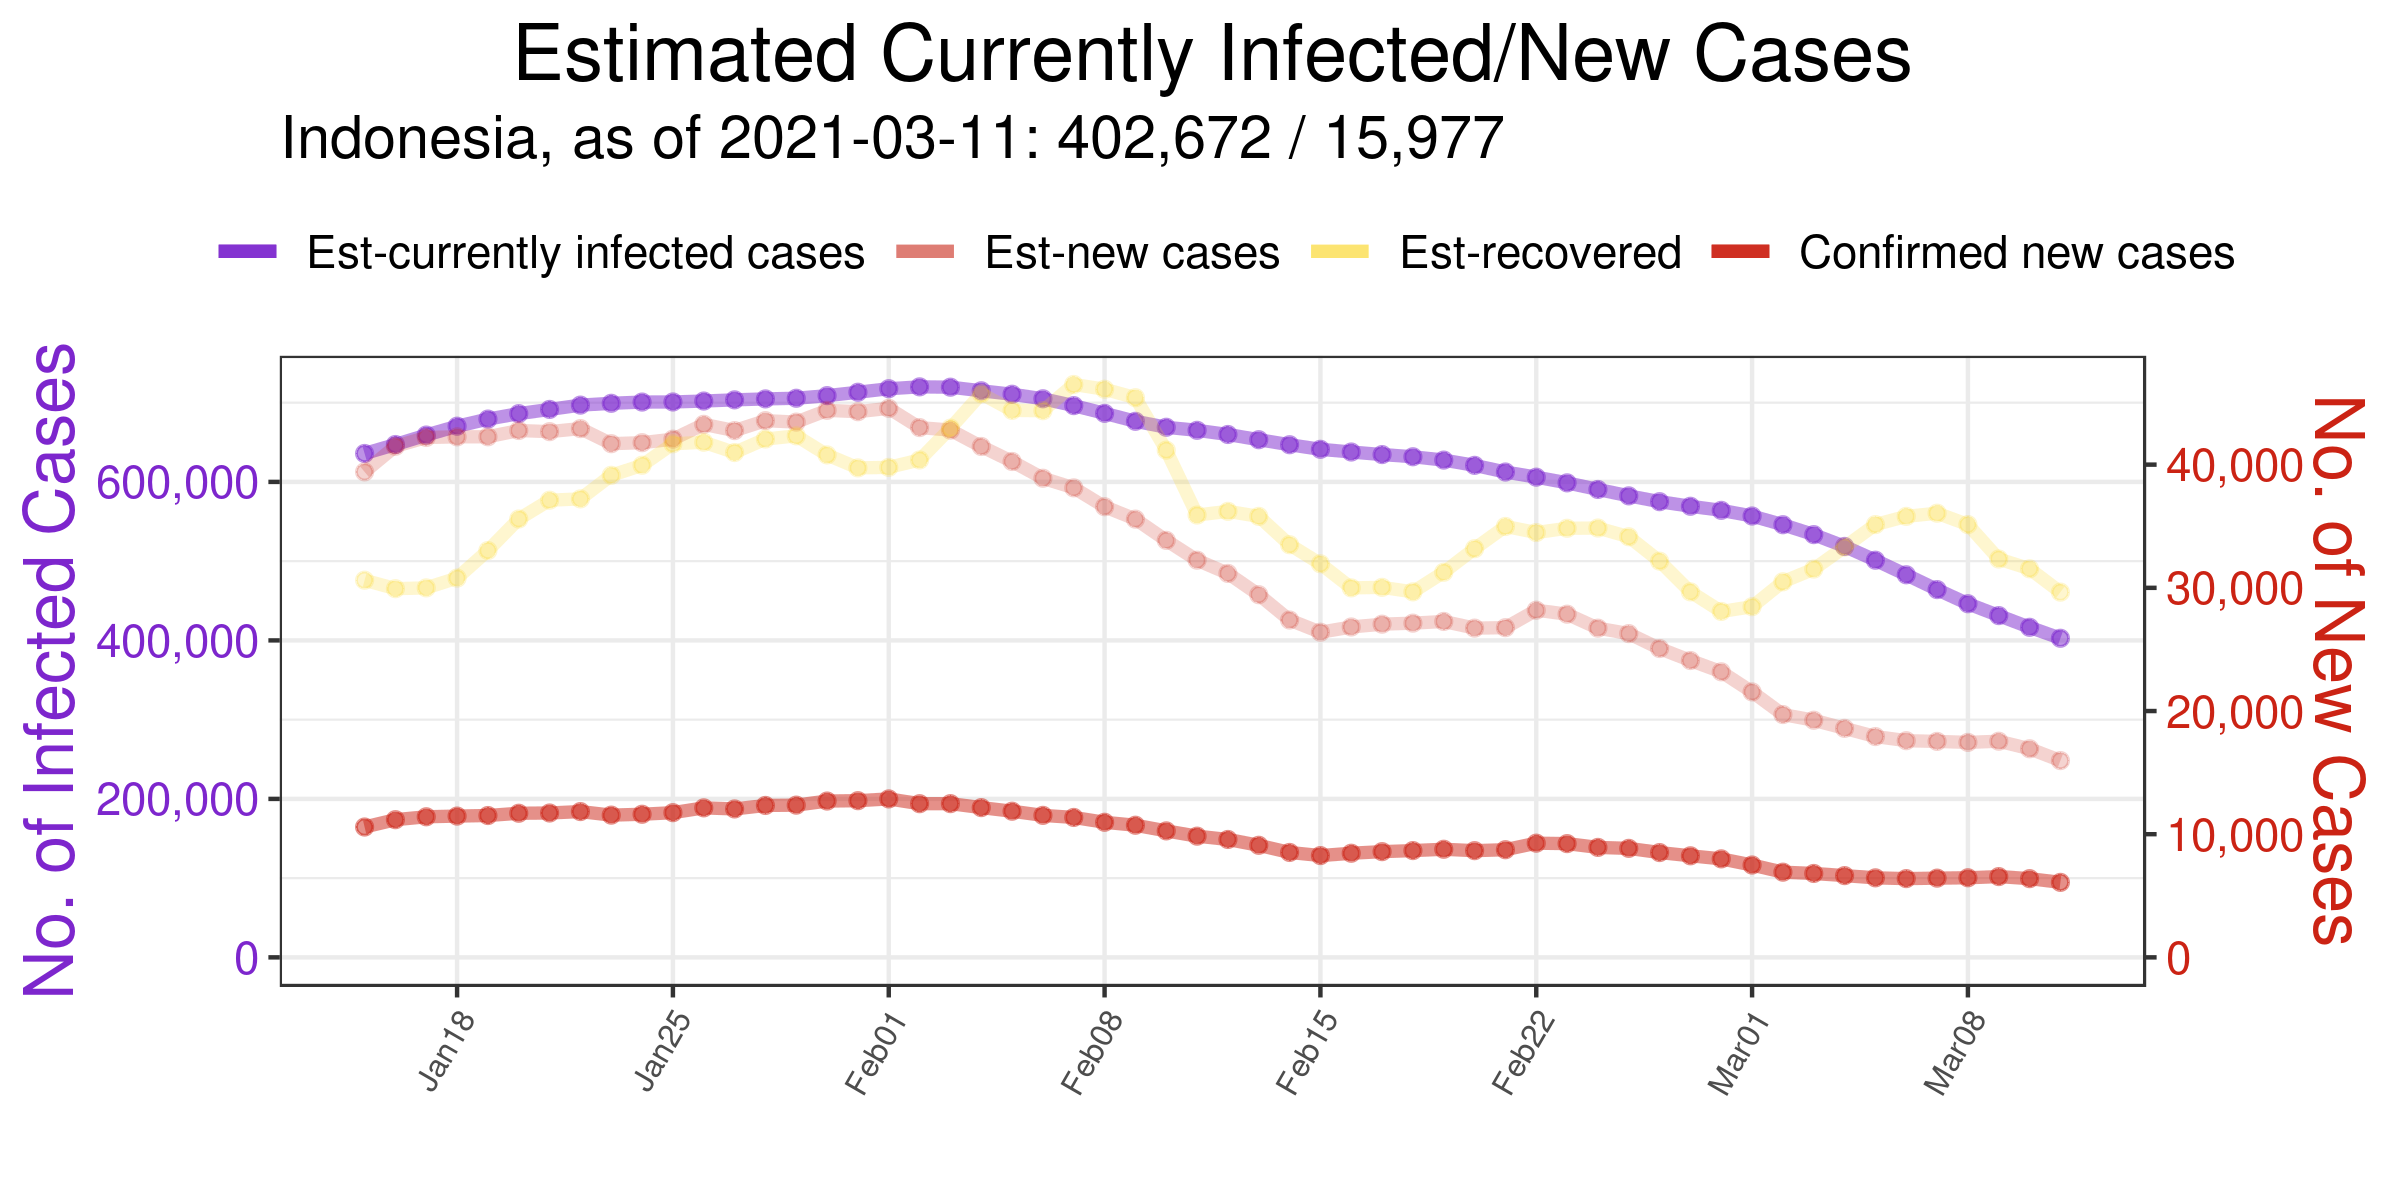 Estimated Currently Infected/New Cases
Indonesia, as of 2021-03-11: 402,672 / 15,977
Est-currently infected cases Est-new cases Est-recovered Confirmed new cases
No. of Infected Cases
600,000
400,000
200,000
0
No. of New Cases
40,000
30,000
20,000
10,000
0
Jan18 Jan25 Feb01 Feb08 Feb15 Feb22 Mar01 Mar08